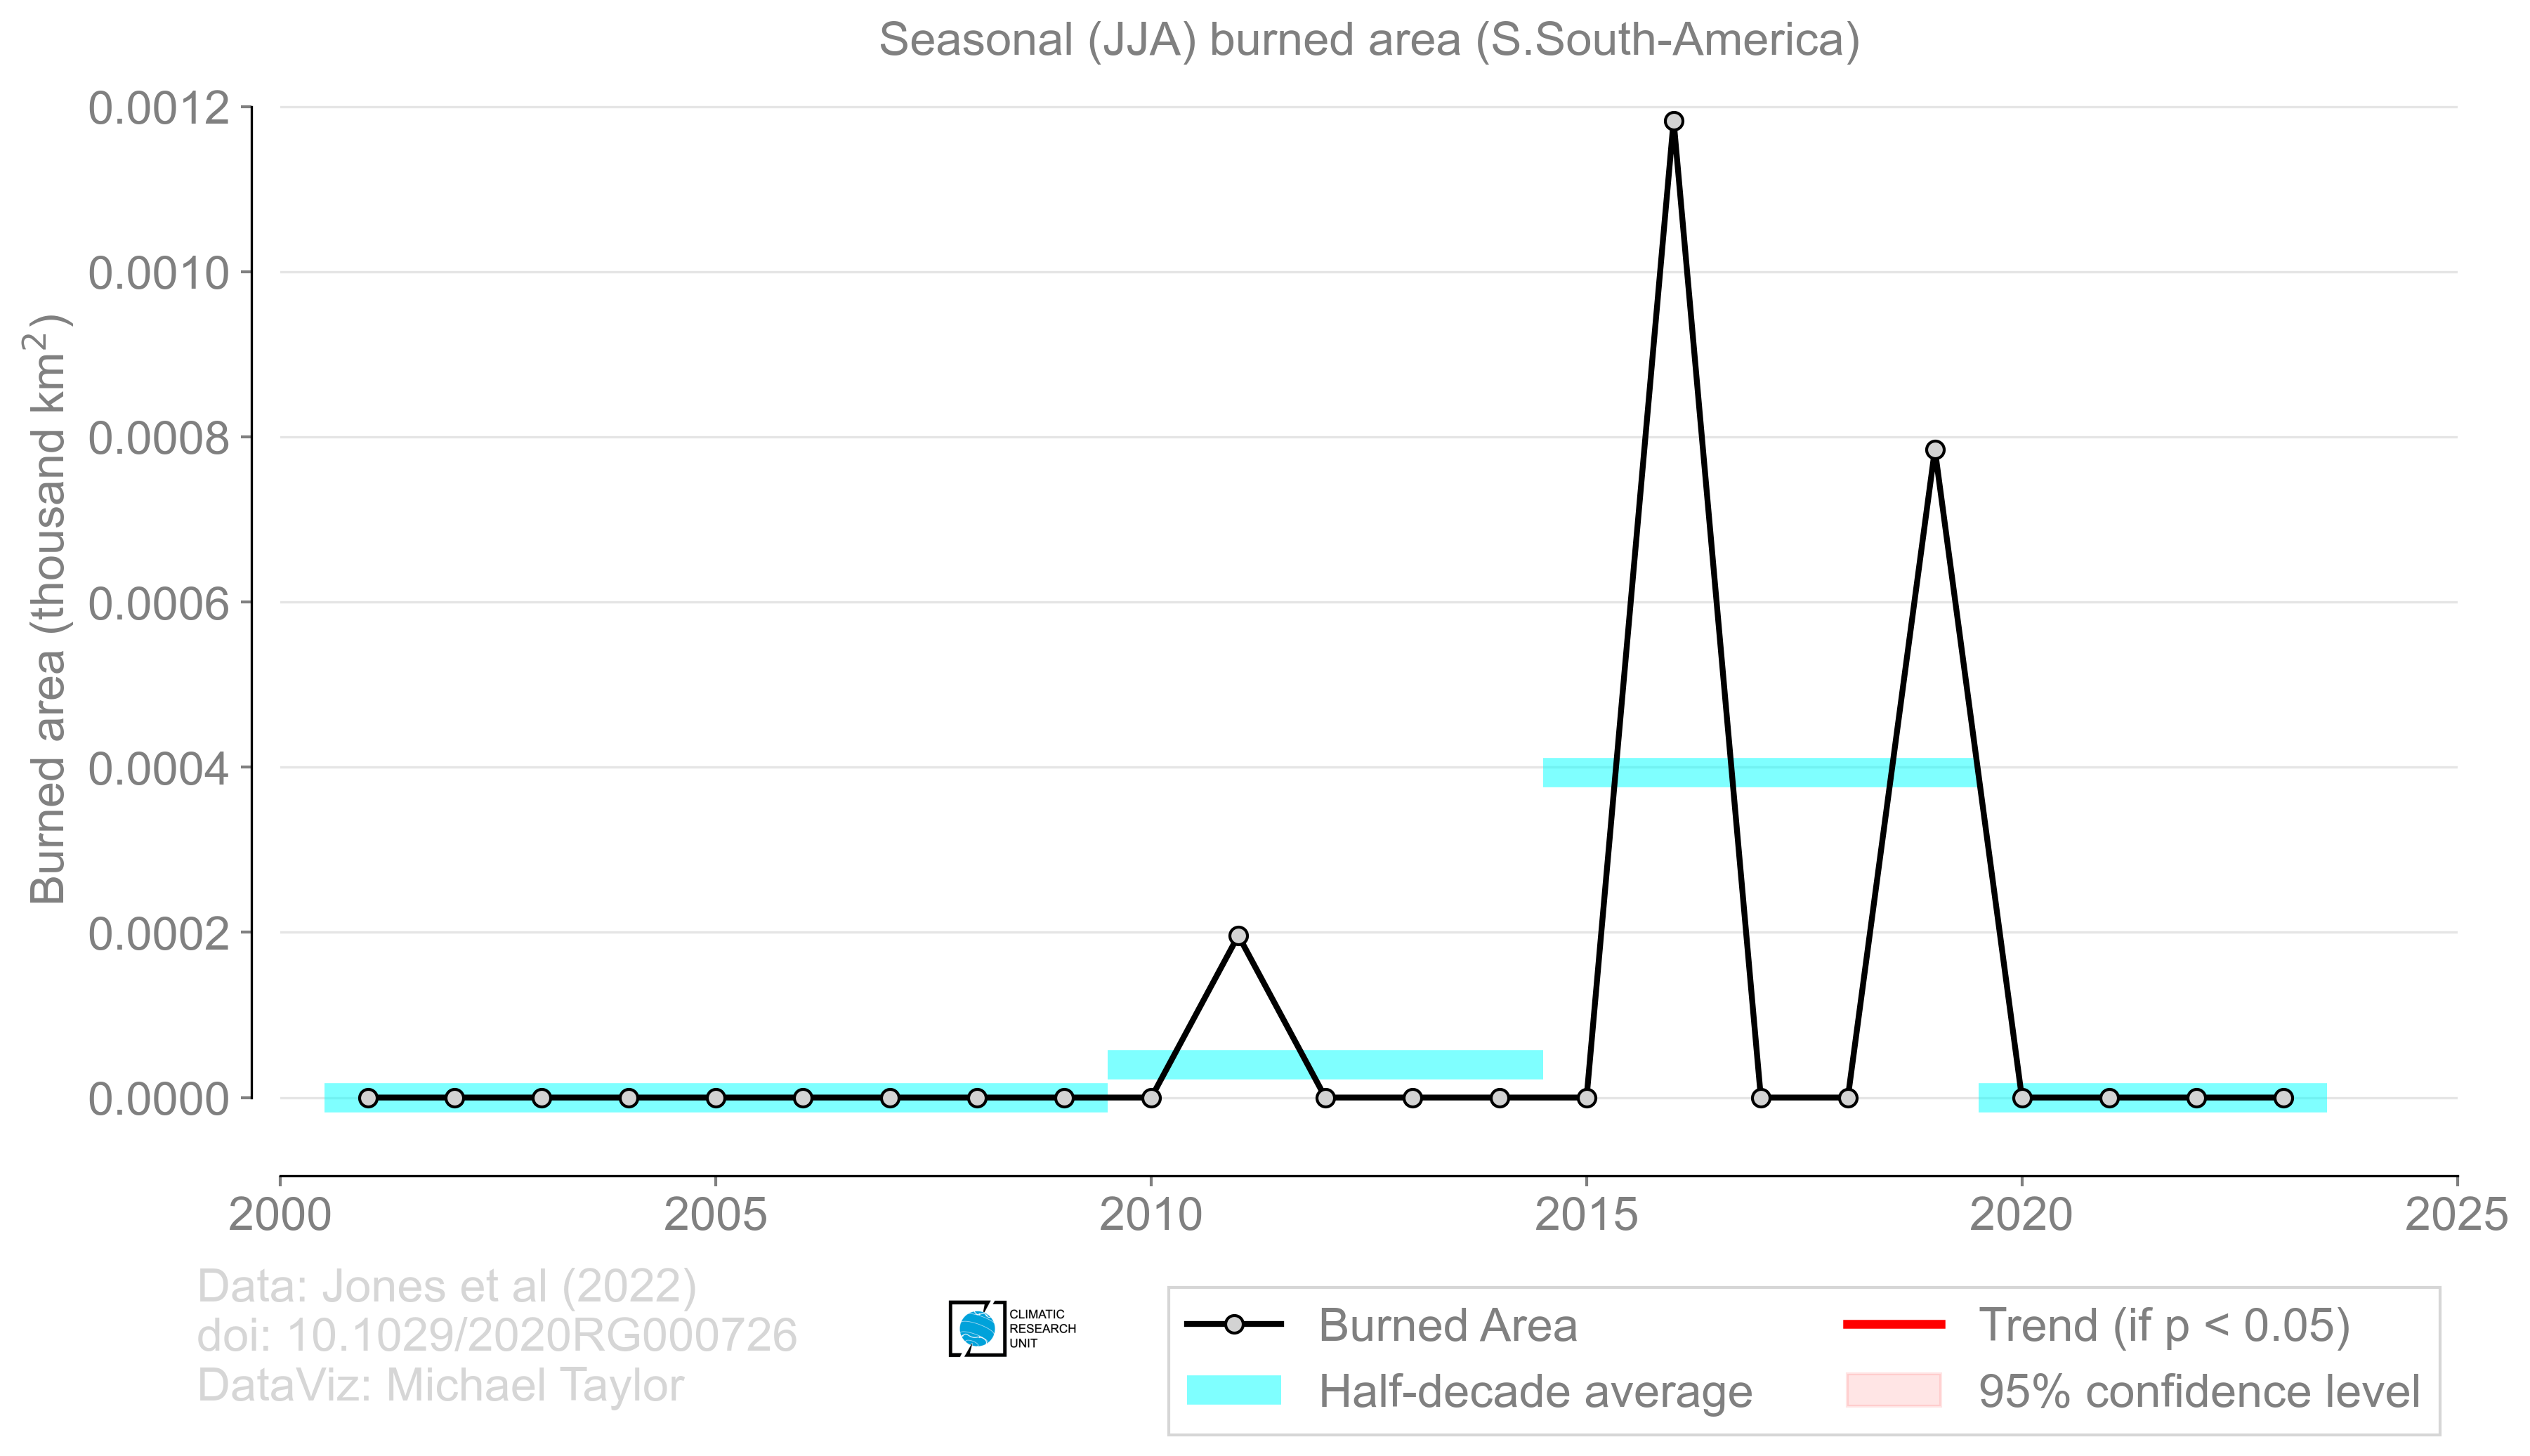 Seasonal (JJA) burned area (S.South-America)
Burned area (thousand km²)
0.0012
0.0010
0.0008
0.0006
0.0004
0.0002
0.0000
2000 2005 2010 2015 2020 2025
Data: Jones et al (2022)
doi: 10.1029/2020RG000726
DataViz: Michael Taylor
CLIMATIC
RESEARCH
UNIT
Burned Area
Half-decade average
Trend (if p < 0.05)
95% confidence level